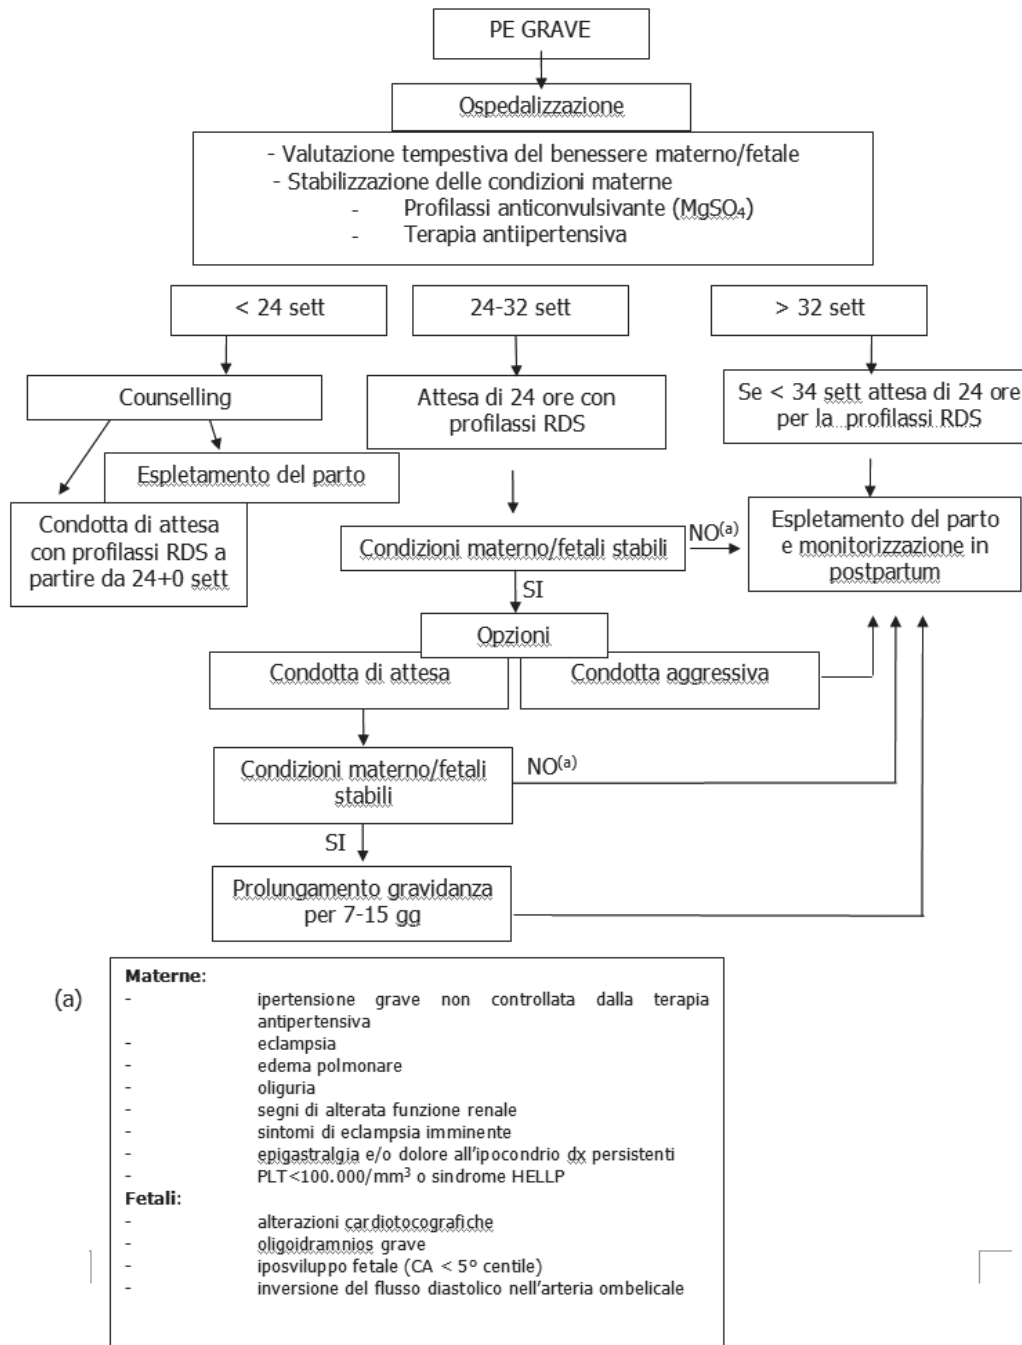 PE GRAVE
Ospedalizzazione
- Valutazione tempestiva del benessere materno/fetale
- Stabilizzazione delle condizioni materne
- Profilassi anticonvulsivante (MgSO₄)
- Terapia antiipertensiva
< 24 sett
24-32 sett
> 32 sett
Counselling
Attesa di 24 ore con
profilassi RDS
Se < 34 sett attesa di 24 ore
per la profilassi RDS
Espletamento del parto
Condotta di attesa
con profilassi RDS a
partire da 24+0 sett
Condizioni materno/fetali stabili
NO(a)
Espletamento del parto
e monitorizzazione in
postpartum
SI
Opzioni
Condotta di attesa
Condotta aggressiva
Condizioni materno/fetali
stabili
NO(a)
SI
Prolungamento gravidanza
per 7-15 gg
(a)
Materne:
- ipertensione grave non controllata dalla terapia
antipertensiva
- eclampsia
- edema polmonare
- oliguria
- segni di alterata funzione renale
- sintomi di eclampsia imminente
- epigastralgia e/o dolore all'ipocondrio dx persistenti
- PLT<100.000/mm³ o sindrome HELLP
Fetali:
- alterazioni cardiotocografiche
- oligoidramnios grave
- iposviluppo fetale (CA < 5° centile)
- inversione del flusso diastolico nell'arteria ombelicale